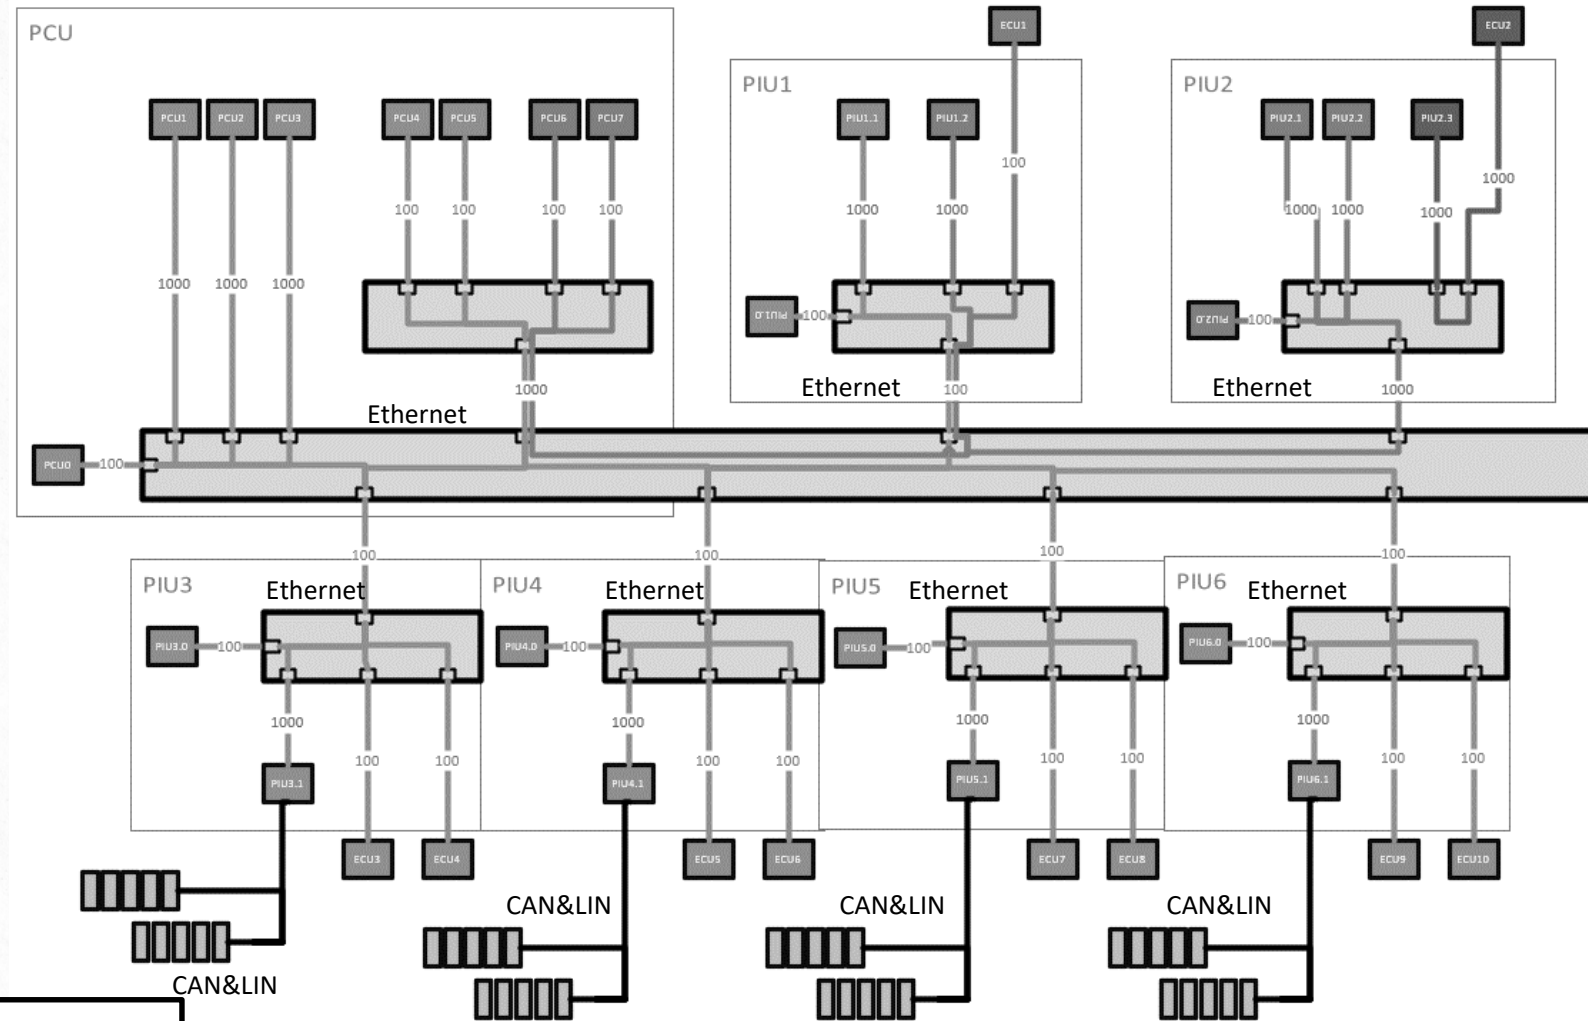 ECU1
ECU2
PCU
PIU1
PIU2
PCU1 PCU2 PCU3 PCU4 PCU5 PCU6 PCU7
PIU1.1 PIU1.2
PIU2.1 PIU2.2 PIU2.3
100
1000
100 100 100 100
1000 1000
1000 1000 1000
1000 1000 1000
PIU1.0 100
PIU2.0 100
1000
100
1000
Ethernet
Ethernet
Ethernet
PCU0 100
100 100 100 100
PIU3 Ethernet
PIU4 Ethernet
PIU5 Ethernet
PIU6 Ethernet
PIU3.0 100
PIU4.0 100
PIU5.0 100
PIU6.0 100
1000 1000 1000 1000
100 100 100 100 100 100 100 100
PIU3.1 PIU4.1 PIU5.1 PIU6.1
ECU3 ECU4 ECU5 ECU6 ECU7 ECU8 ECU9 ECU10
CAN&LIN CAN&LIN CAN&LIN
CAN&LIN